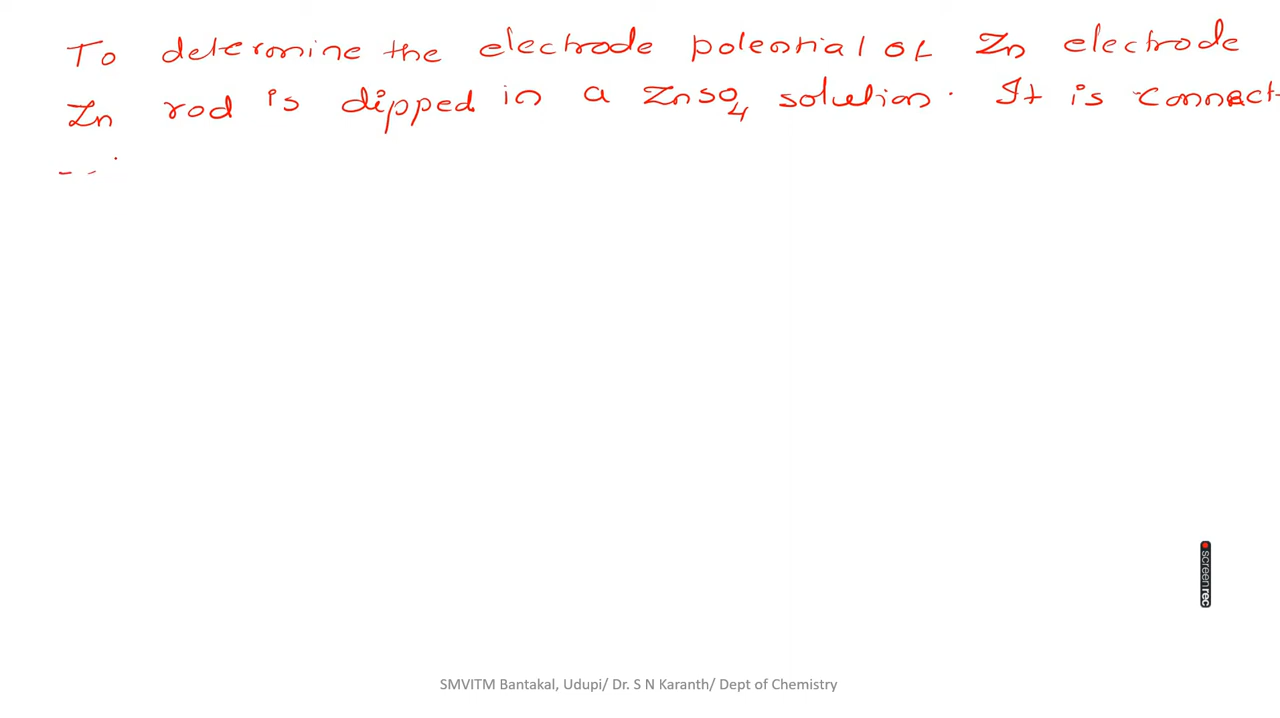 To determine the electrode potential of Zn electrode
Zn rod is dipped in a ZnSO4 solution. It is connect
screenrec
SMVITM Bantakal, Udupi/ Dr. S N Karanth/ Dept of Chemistry